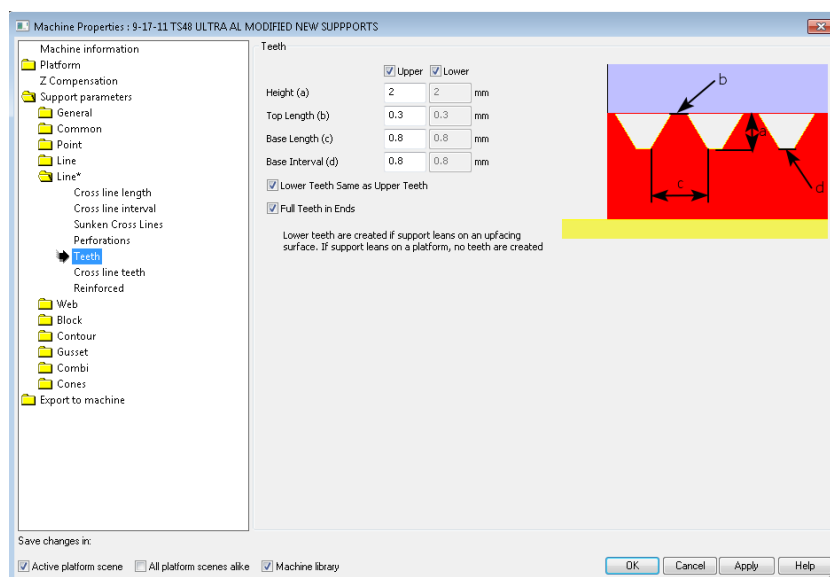 Machine Properties : 9-17-11 TS48 ULTRA AL MODIFIED NEW SUPPPORTS
Machine information
Platform
Z Compensation
Support parameters
General
Common
Point
Line
Line*
Cross line length
Cross line interval
Sunken Cross Lines
Perforations
Teeth
Cross line teeth
Reinforced
Web
Block
Contour
Gusset
Combi
Cones
Export to machine
Teeth
Upper Lower
Height (a) 2 2 mm
Top Length (b) 0.3 0.3 mm
Base Length (c) 0.8 0.8 mm
Base Interval (d) 0.8 0.8 mm
Lower Teeth Same as Upper Teeth
Full Teeth in Ends
Lower teeth are created if support leans on an upfacing
surface. If support leans on a platform, no teeth are created
b
a
c
d
Save changes in:
Active platform scene All platform scenes alike Machine library
OK Cancel Apply Help